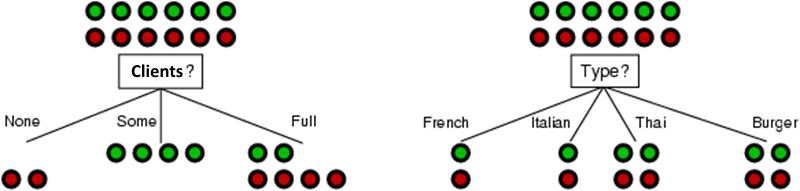 Clients?
None
Some
Full
Type?
French
Italian
Thai
Burger